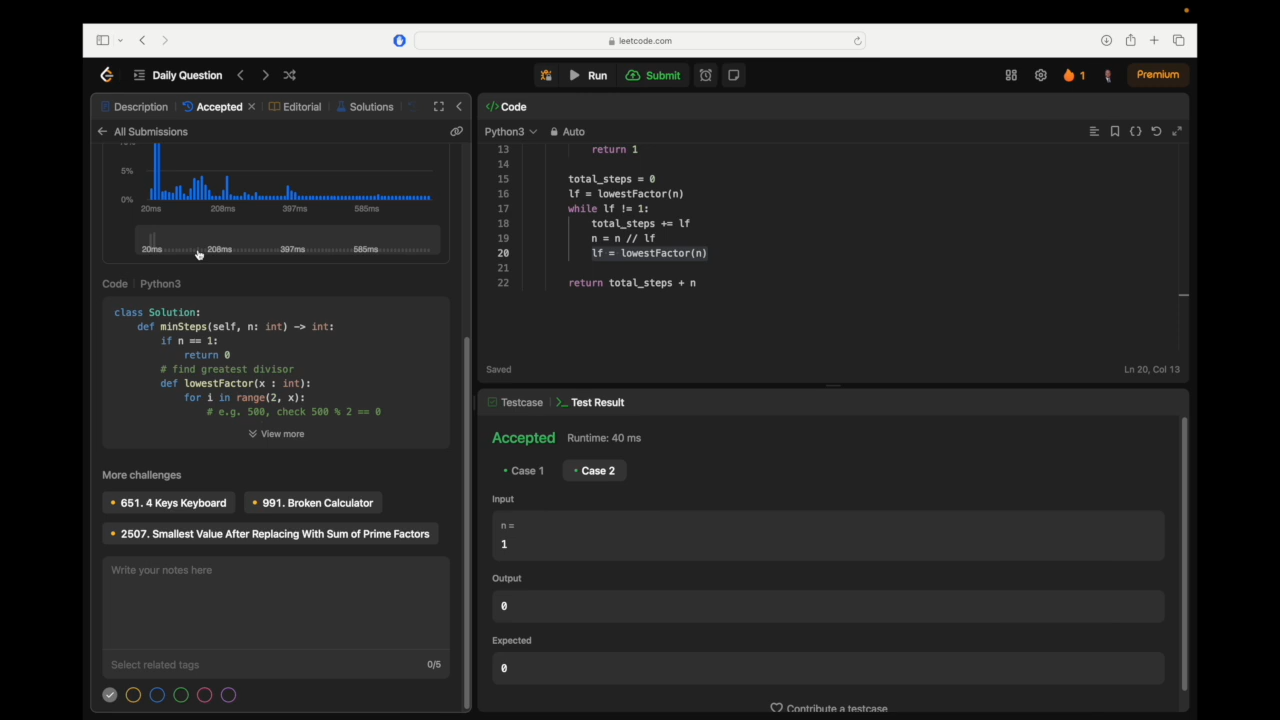 leetcode.com
Daily Question
Run
Submit
1
Premium
Description
Accepted
Editorial
Solutions
All Submissions
5%
0%
20ms 208ms 397ms 585ms
20ms 208ms 397ms 585ms
Code Python3
class Solution:
def minSteps(self, n: int) -> int:
if n == 1:
return 0
# find greatest divisor
def lowestFactor(x : int):
for i in range(2, x):
# e.g. 500, check 500 % 2 == 0
View more
More challenges
651. 4 Keys Keyboard
991. Broken Calculator
2507. Smallest Value After Replacing With Sum of Prime Factors
Write your notes here
Select related tags
0/5
</> Code
Python3
Auto
13 return 1
14
15 total_steps = 0
16 lf = lowestFactor(n)
17 while lf != 1:
18 total_steps += lf
19 n = n // lf
20 lf = lowestFactor(n)
21
22 return total_steps + n
Saved
Ln 20, Col 13
Testcase
>_ Test Result
Accepted
Runtime: 40 ms
Case 1
Case 2
Input
n =
1
Output
0
Expected
0
Contribute a testcase